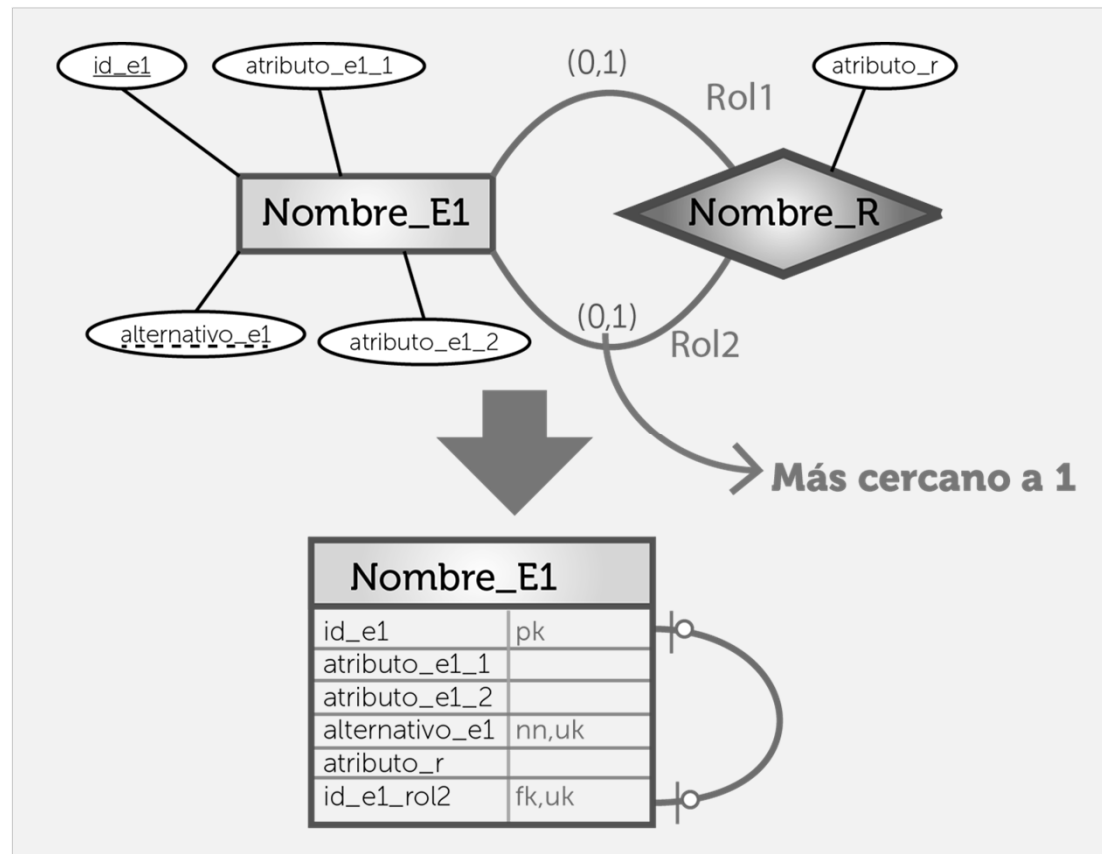 id_e1
atributo_e1_1
(0,1)
Rol1
atributo_r
Nombre_E1
Nombre_R
alternativo_e1
atributo_e1_2
(0,1)
Rol2
Más cercano a 1
Nombre_E1
id_e1 pk
atributo_e1_1
atributo_e1_2
alternativo_e1 nn,uk
atributo_r
id_e1_rol2 fk,uk